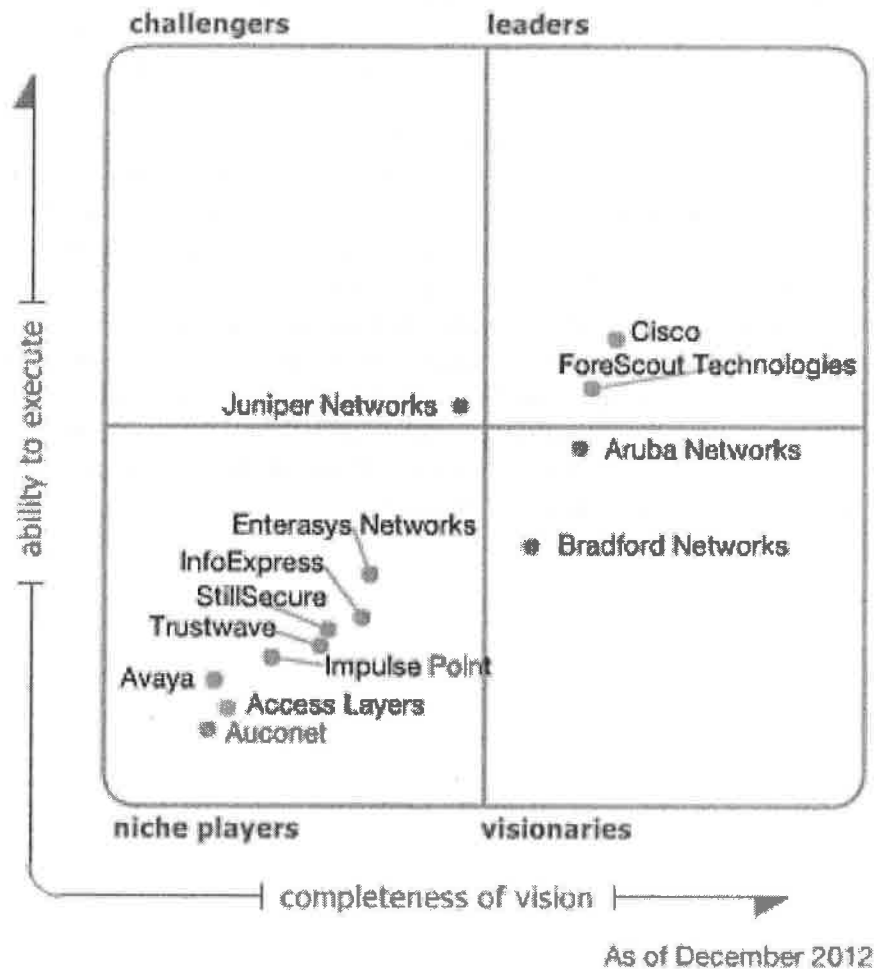 challengers
leaders
ability to execute
Cisco
ForeScout Technologies
Juniper Networks
Aruba Networks
Enterasys Networks
Bradford Networks
InfoExpress
StillSecure
Trustwave
Impulse Point
Avaya
Access Layers
Auconet
niche players
visionaries
completeness of vision
As of December 2012